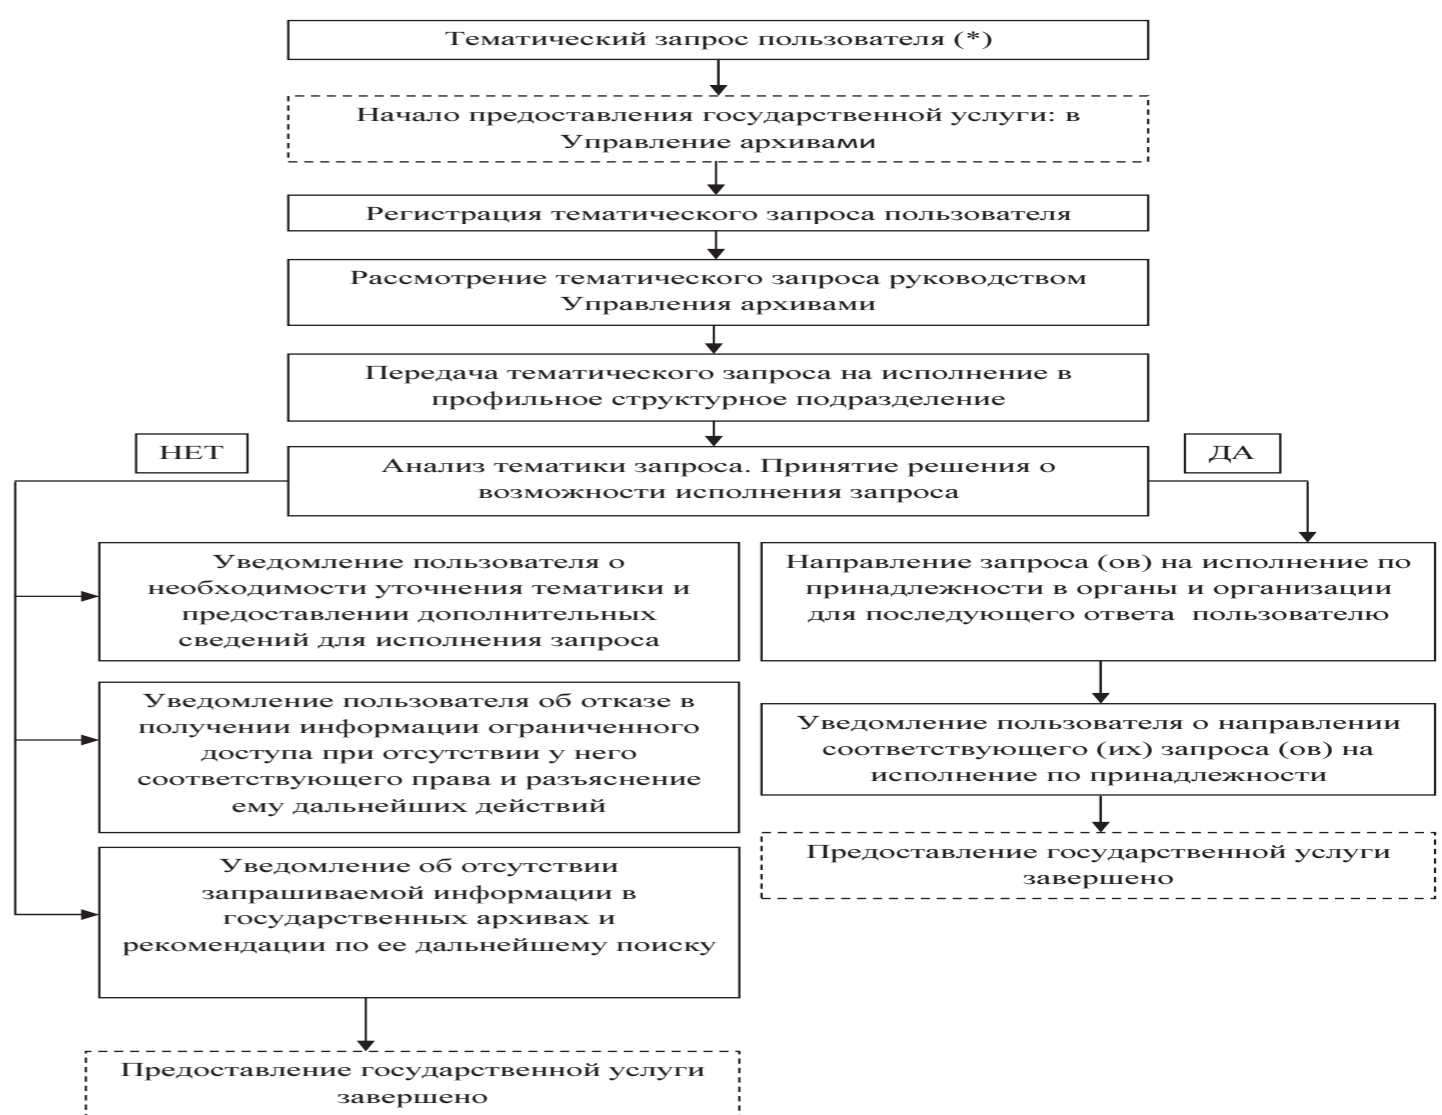 Тематический запрос пользователя (*)
Начало предоставления государственной услуги: в
Управление архивами
Регистрация тематического запроса пользователя
Рассмотрение тематического запроса руководством
Управления архивами
Передача тематического запроса на исполнение в
профильное структурное подразделение
НЕТ
ДА
Анализ тематики запроса. Принятие решения о
возможности исполнения запроса
Уведомление пользователя о
необходимости уточнения тематики и
предоставлении дополнительных
сведений для исполнения запроса
Уведомление пользователя об отказе в
получении информации ограниченного
доступа при отсутствии у него
соответствующего права и разъяснение
ему дальнейших действий
Уведомление об отсутствии
запрашиваемой информации в
государственных архивах и
рекомендации по ее дальнейшему поиску
Предоставление государственной услуги
завершено
Направление запроса (ов) на исполнение по
принадлежности в органы и организации
для последующего ответа пользователю
Уведомление пользователя о направлении
соответствующего (их) запроса (ов) на
исполнение по принадлежности
Предоставление государственной услуги
завершено